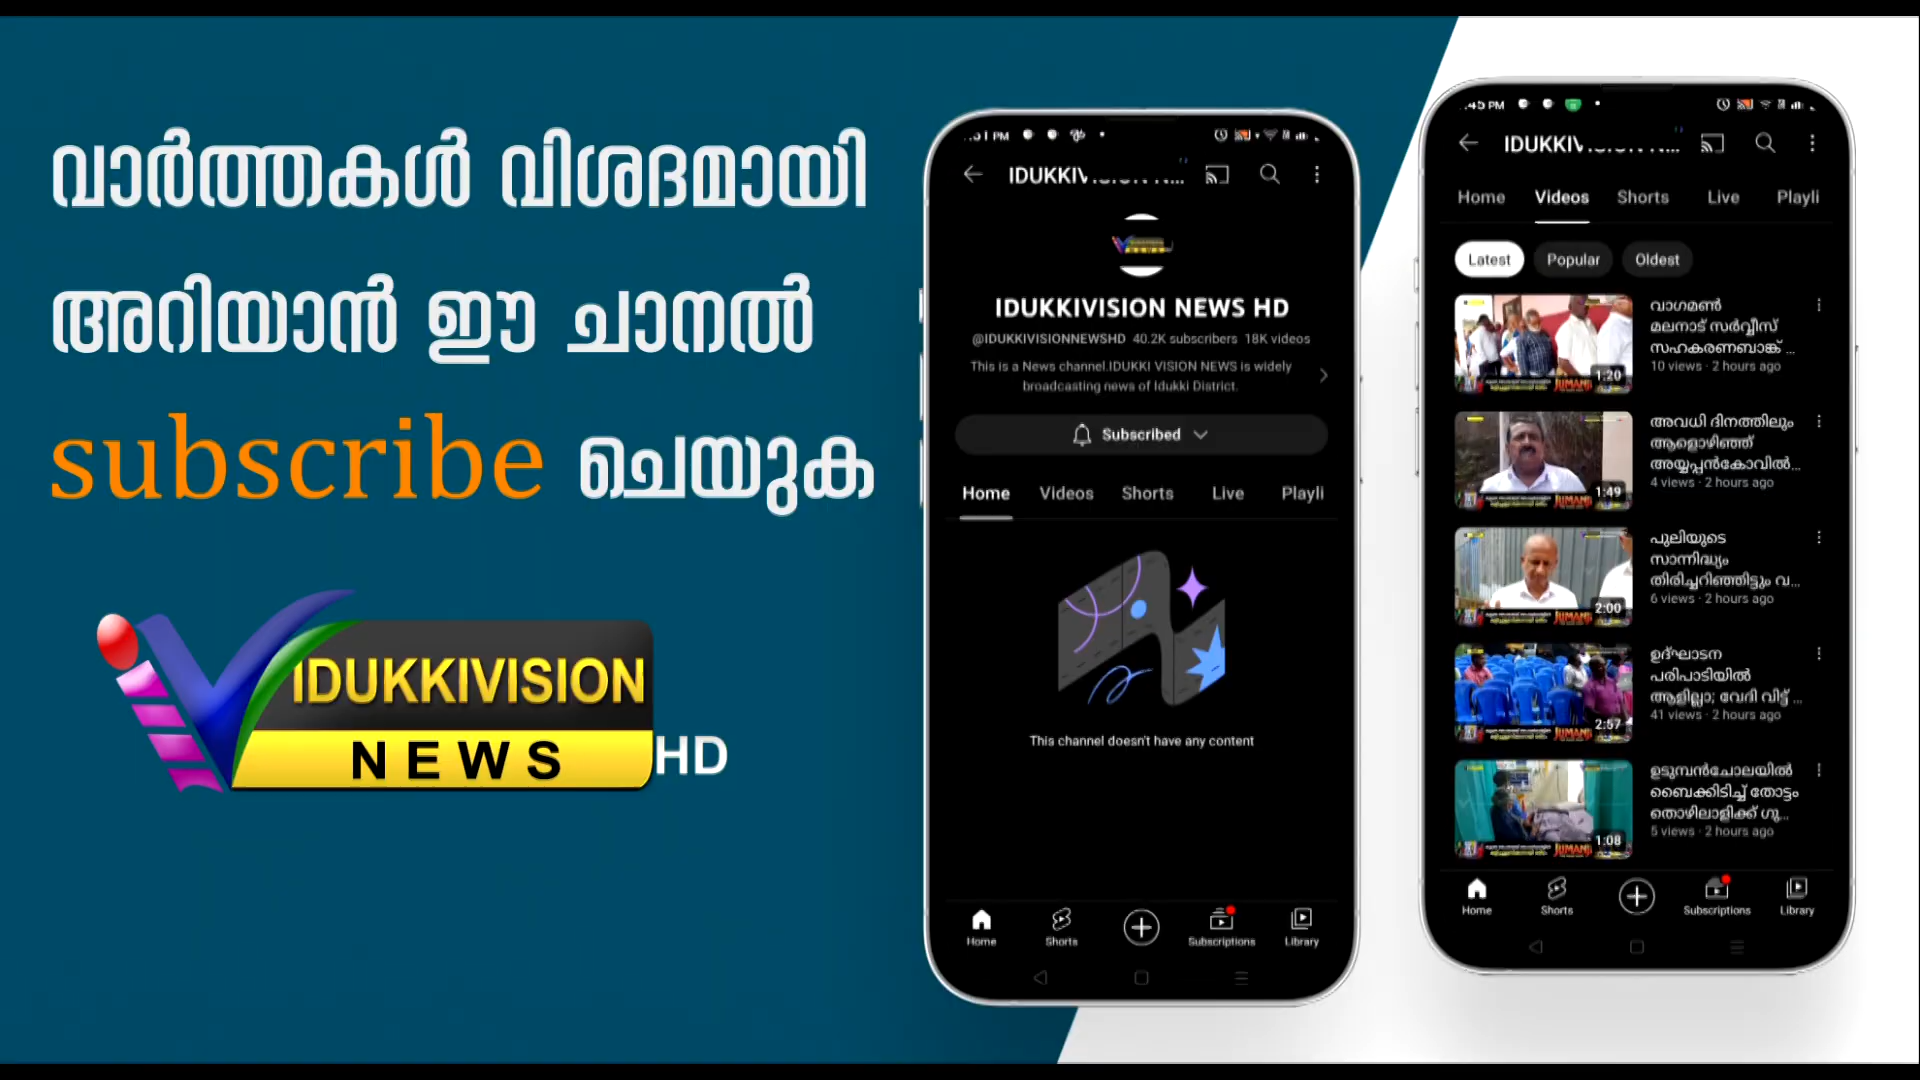 വാർത്തകൾ വിശദമായി
അറിയാൻ ഈ ചാനൽ
subscribe ചെയുക
IDUKKIVISION
NEWS HD
IDUKKIVISION NEWS HD
@IDUKKIVISIONNEWSHD 40.2K subscribers 18K videos
This is a News channel.IDUKKI VISION NEWS is widely
broadcasting news of Idukki District.
Subscribed
Home Videos Shorts Live Playli
This channel doesn't have any content
Home Shorts Subscriptions Library
Home Videos Shorts Live Playli
Latest Popular Oldest
വാഗമൺ
മലനാട് സർവ്വീസ്
സഹകരണബാങ്ക് ...
10 views · 2 hours ago
1:20
അവധി ദിനത്തിലും
ആളൊഴിഞ്ഞ്
അയ്യപ്പൻകോവിൽ...
4 views · 2 hours ago
1:49
പുലിയുടെ
സാന്നിദ്ധ്യം
തിരിച്ചറിഞ്ഞിട്ടും വ...
6 views · 2 hours ago
2:00
ഉദ്ഘാടന
പരിപാടിയിൽ
ആളില്ലാ; വേദി വിട്ട് ...
41 views · 2 hours ago
2:57
ഉടുമ്പൻചോലയിൽ
ബൈക്കിടിച്ച് തോട്ടം
തൊഴിലാളിക്ക് ഗു...
5 views · 2 hours ago
1:08
Home Shorts Subscriptions Library